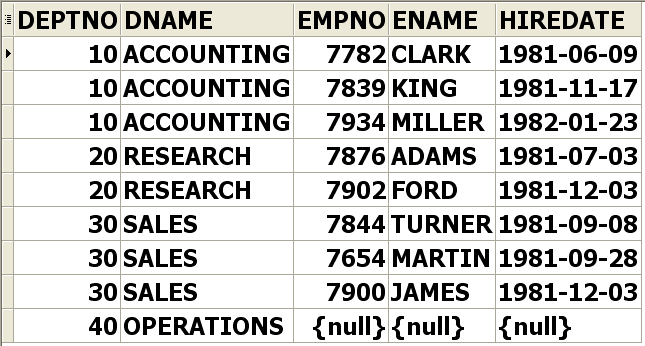 DEPTNO DNAME EMPNO ENAME HIREDATE
10 ACCOUNTING 7782 CLARK 1981-06-09
10 ACCOUNTING 7839 KING 1981-11-17
10 ACCOUNTING 7934 MILLER 1982-01-23
20 RESEARCH 7876 ADAMS 1981-07-03
20 RESEARCH 7902 FORD 1981-12-03
30 SALES 7844 TURNER 1981-09-08
30 SALES 7654 MARTIN 1981-09-28
30 SALES 7900 JAMES 1981-12-03
40 OPERATIONS {null} {null} {null}